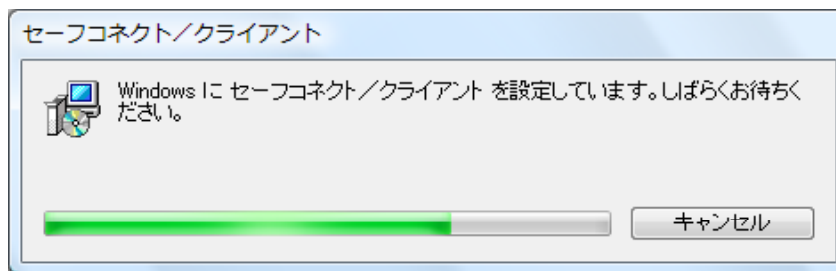 セーフコネクト／クライアント
Windows に セーフコネクト／クライアント を設定しています。しばらくお待ちく
ださい。
キャンセル